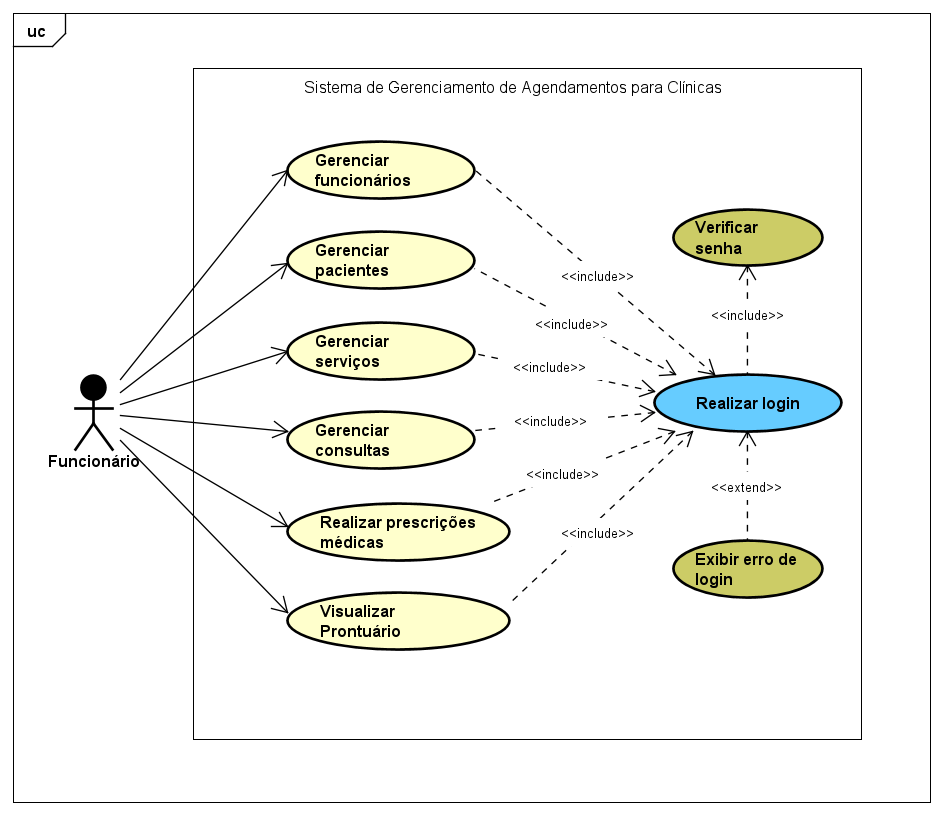 uc
Sistema de Gerenciamento de Agendamentos para Clínicas
Gerenciar
funcionários
Gerenciar
pacientes
Gerenciar
serviços
Gerenciar
consultas
Realizar prescrições
médicas
Visualizar
Prontuário
Funcionário
<<include>>
<<include>>
<<include>>
<<include>>
<<include>>
<<include>>
Verificar
senha
<<include>>
Realizar login
<<extend>>
Exibir erro de
login